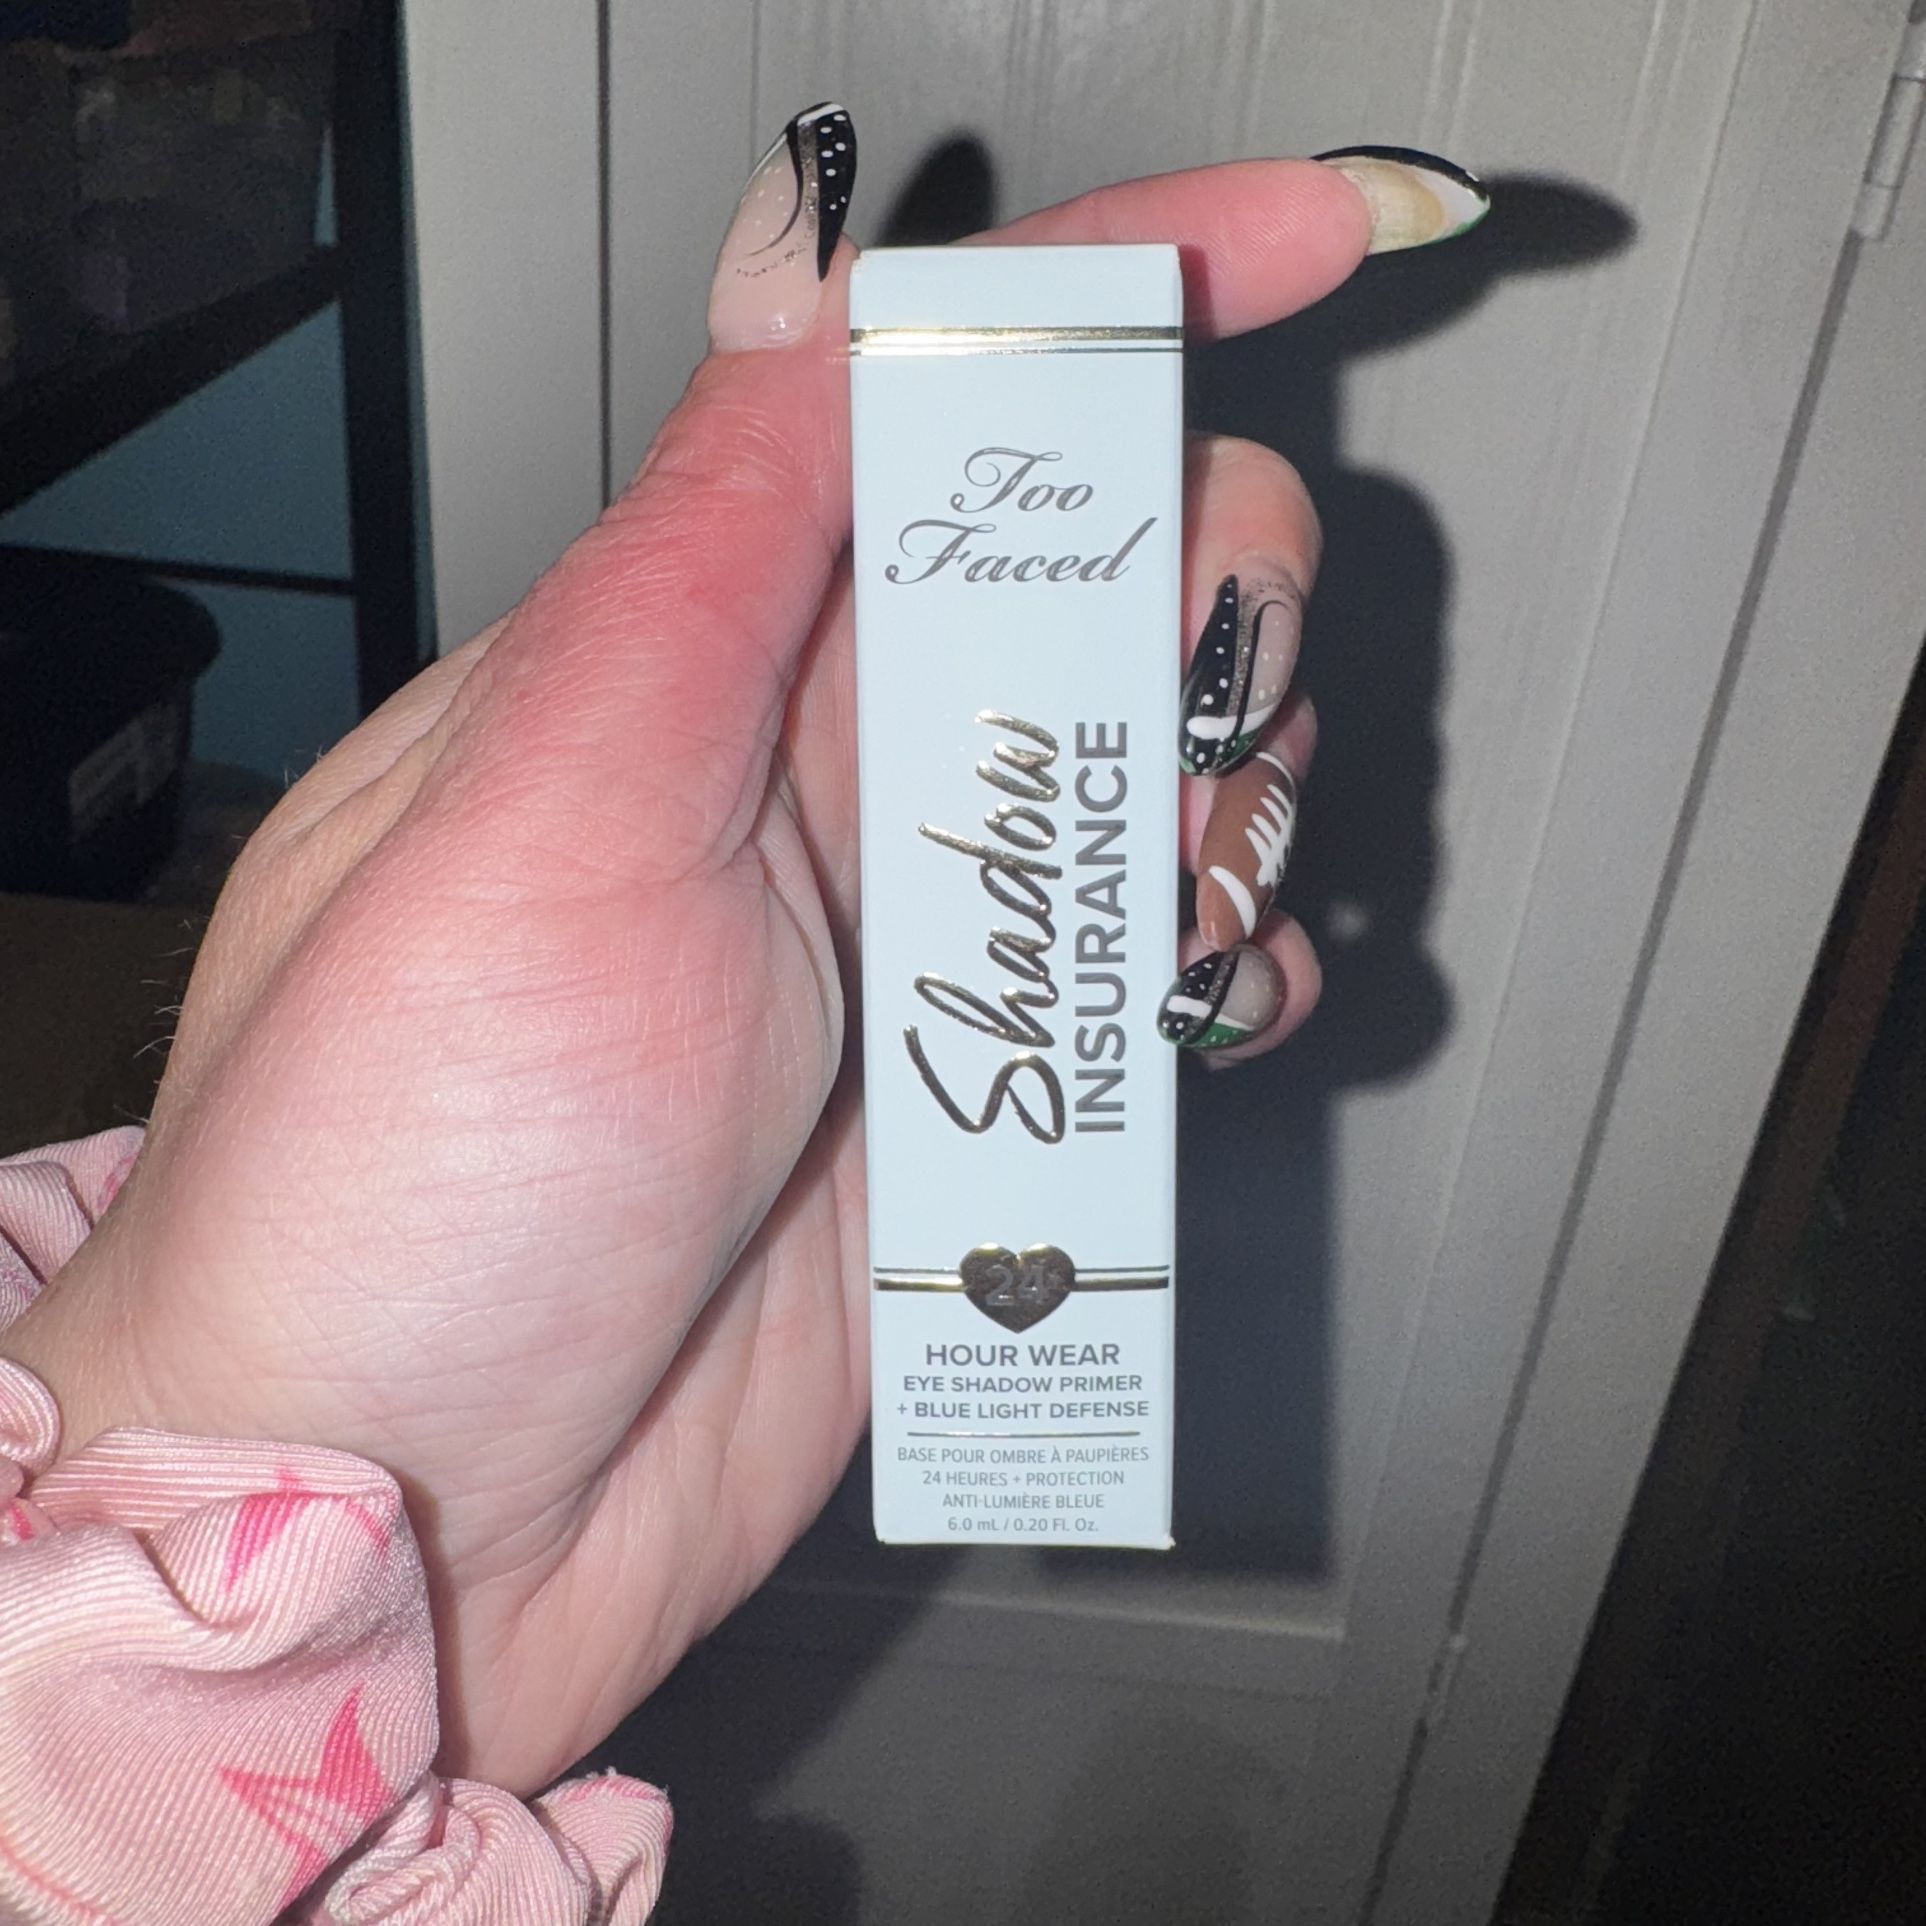 Too
Faced
Shadow
INSURANCE
24
HOUR WEAR
EYE SHADOW PRIMER
+ BLUE LIGHT DEFENSE
BASE POUR OMBRE À PAUPIÈRES
24 HEURES + PROTECTION
ANTI-LUMIÈRE BLEUE
6.0 mL / 0.20 Fl. Oz.